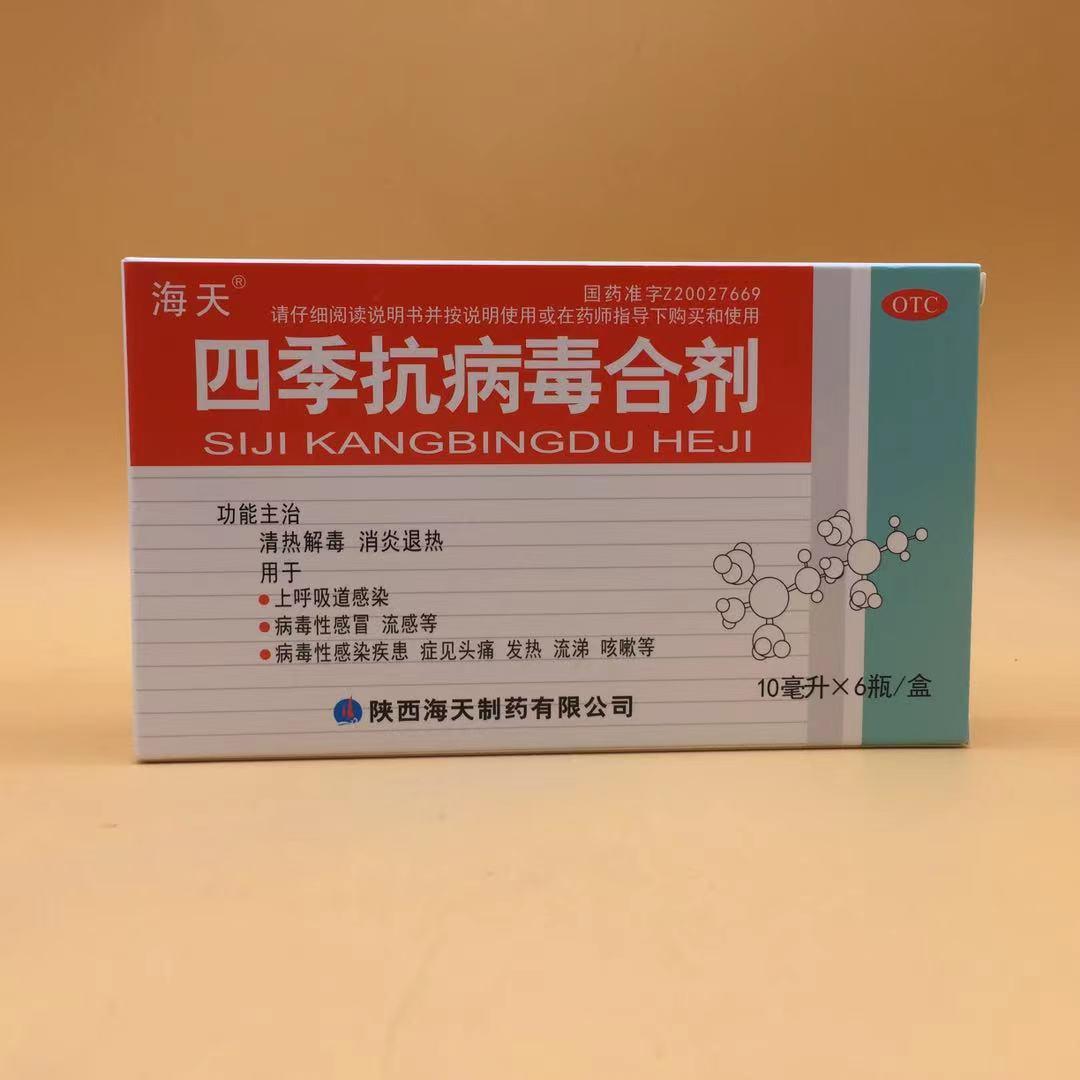 海天®
国药准字Z20027669
OTC
请仔细阅读说明书并按说明使用或在药师指导下购买和使用
四季抗病毒合剂
SIJI KANGBINGDU HEJI
功能主治
清热解毒 消炎退热
用于
●上呼吸道感染
●病毒性感冒 流感等
●病毒性感染疾患 症见头痛 发热 流涕 咳嗽等
10毫升×6瓶/盒
陕西海天制药有限公司